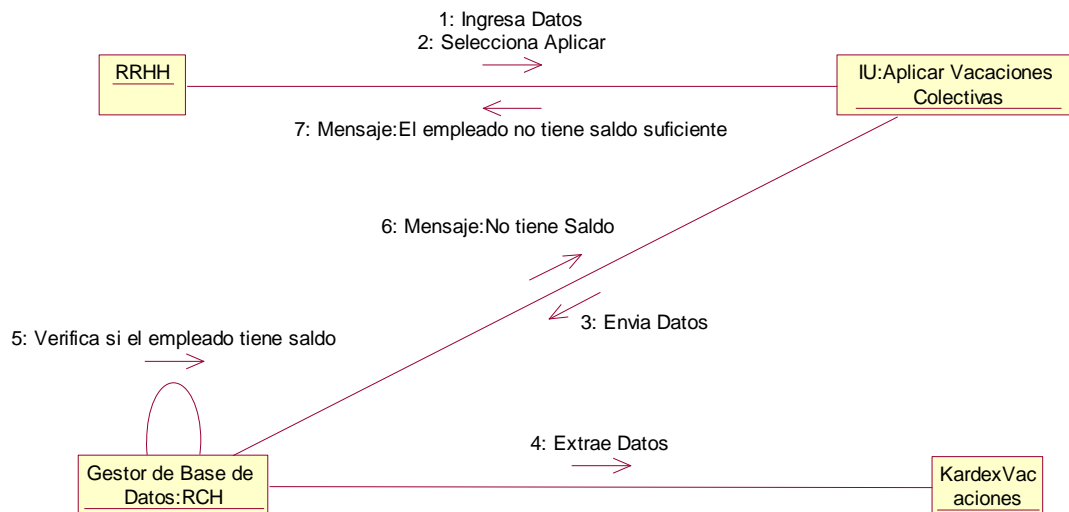 1: Ingresa Datos
2: Selecciona Aplicar
RRHH
IU:Aplicar Vacaciones
Colectivas
7: Mensaje:El empleado no tiene saldo suficiente
6: Mensaje:No tiene Saldo
3: Envia Datos
5: Verifica si el empleado tiene saldo
4: Extrae Datos
Gestor de Base de
Datos:RCH
KardexVac
aciones